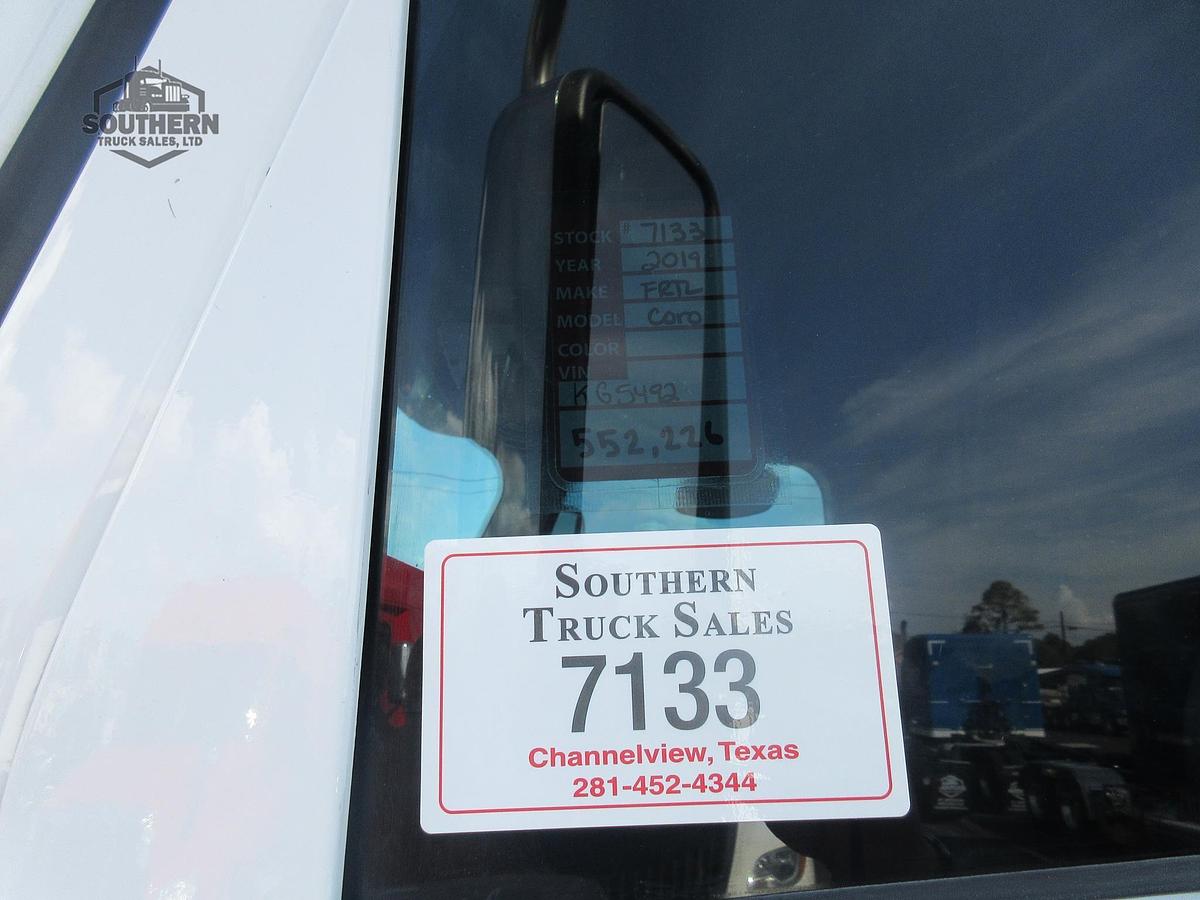 SOUTHERN
TRUCK SALES, LTD
STOCK # 7133
YEAR 2019
MAKE FRTL
MODEL Coro
COLOR
VIN
KG5492
552,226
SOUTHERN
TRUCK SALES
7133
Channelview, Texas
281-452-4344